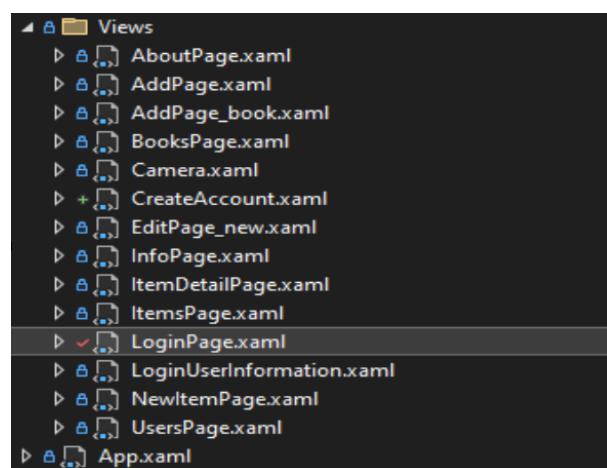 Views
AboutPage.xaml
AddPage.xaml
AddPage_book.xaml
BooksPage.xaml
Camera.xaml
CreateAccount.xaml
EditPage_new.xaml
InfoPage.xaml
ItemDetailPage.xaml
ItemsPage.xaml
LoginPage.xaml
LoginUserInformation.xaml
NewItemPage.xaml
UsersPage.xaml
App.xaml